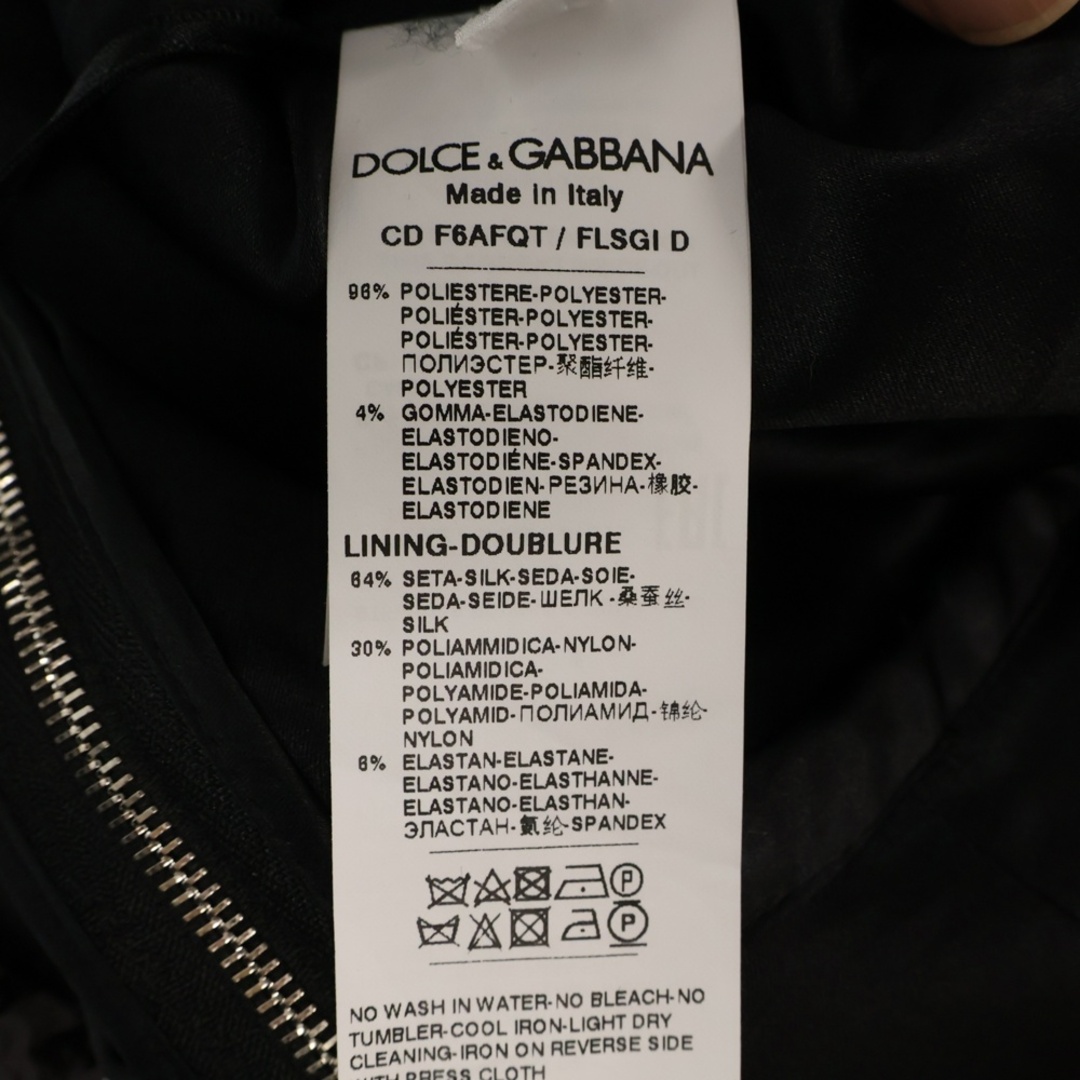 DOLCE & GABBANA
Made in Italy
CD F6AFQT / FLSGI D
96% POLIESTERE-POLYESTER-
POLIÉSTER-POLYESTER-
POLIÉSTER-POLYESTER-
ПОЛИЭСТЕР-聚酯纤维-
POLYESTER
4% GOMMA-ELASTODIENE-
ELASTODIENO-
ELASTODIÉNE-SPANDEX-
ELASTODIEN-РЕЗИНА-橡胶-
ELASTODIENE
LINING-DOUBLURE
64% SETA-SILK-SEDA-SOIE-
SEDA-SEIDE-ШЕЛК-桑蚕丝-
SILK
30% POLIAMMIDICA-NYLON-
POLIAMIDICA-
POLYAMIDE-POLIAMIDA-
POLYAMID-ПОЛИАМИД-锦纶-
NYLON
6% ELASTAN-ELASTANE-
ELASTANO-ELASTHANNE-
ELASTANO-ELASTHAN-
ЭЛАСТАН-氨纶-SPANDEX
P
P
NO WASH IN WATER-NO BLEACH-NO
TUMBLER-COOL IRON-LIGHT DRY
CLEANING-IRON ON REVERSE SIDE
WITH PRESS CLOTH